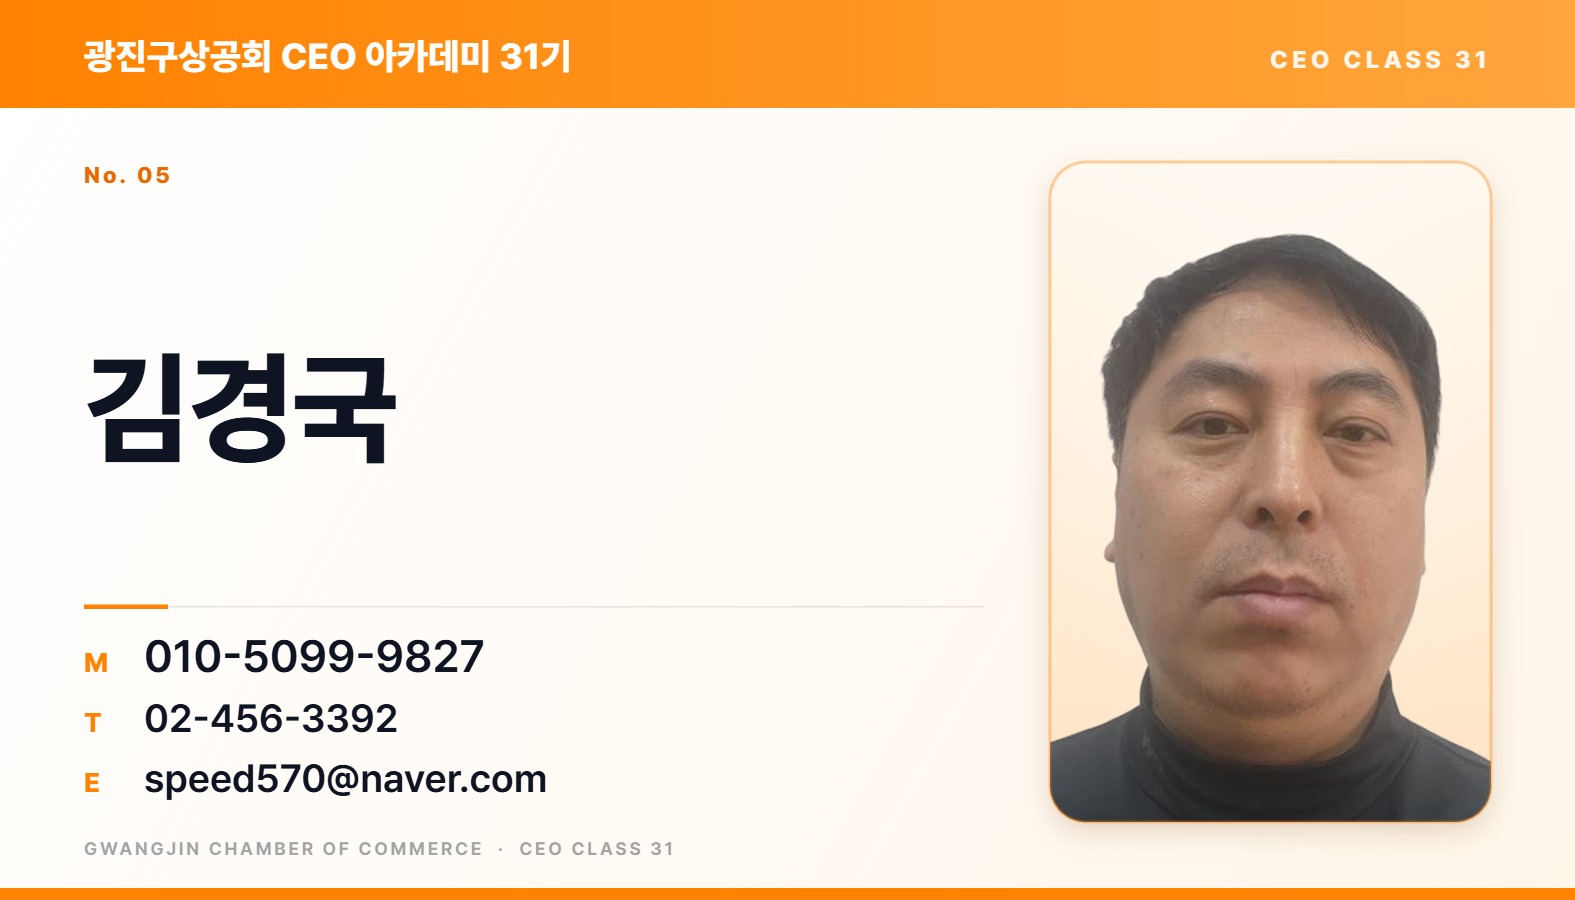 광진구상공회 CEO 아카데미 31기
CEO CLASS 31
No. 05
김경국
M 010-5099-9827
T 02-456-3392
E speed570@naver.com
GWANGJIN CHAMBER OF COMMERCE · CEO CLASS 31